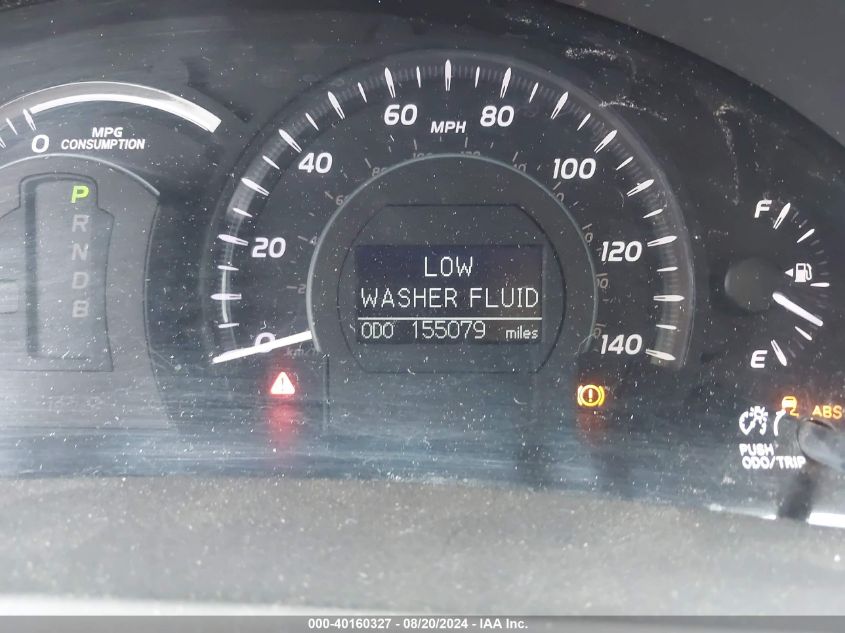 0
MPG
CONSUMPTION
P
R
N
D
B
0
20
40
60
80
100
120
140
MPH
km/h
LOW
WASHER FLUID
ODO 155079 miles
F
E
ABS
PUSH
ODO/TRIP
000-40160327 - 08/20/2024 - IAA Inc.